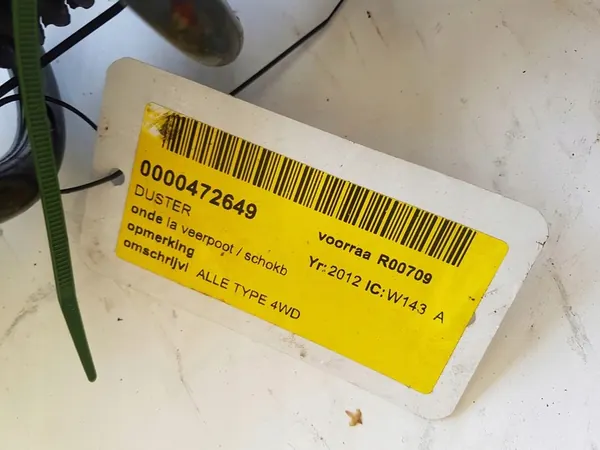 0000472649
DUSTER
voorraa R00709
onde la veerpoot / schokb
Yr: 2012 IC: W143 A
opmerking
omschrijvi ALLE TYPE 4WD